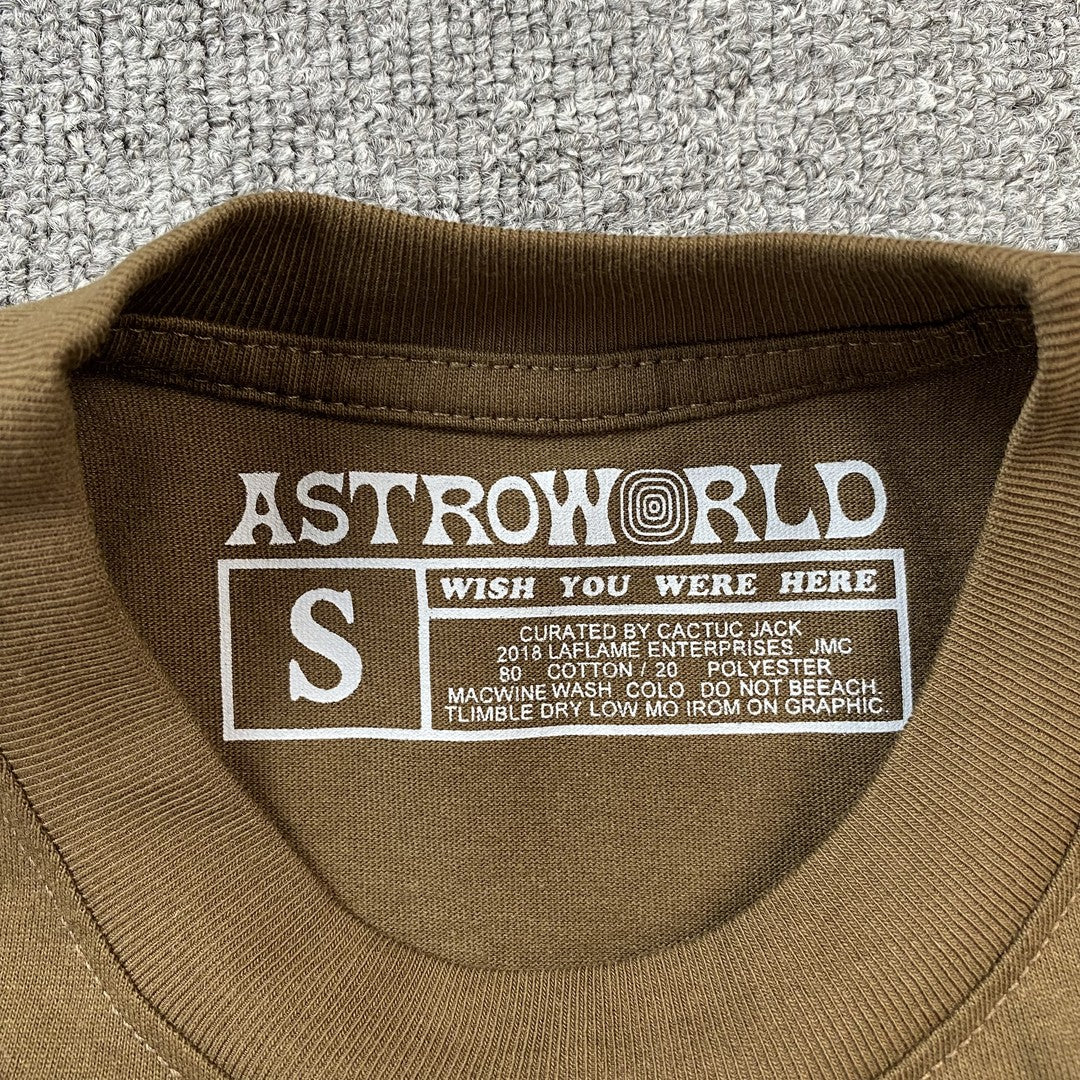 ASTROWORLD
S
WISH YOU WERE HERE
CURATED BY CACTUC JACK
2018 LAFLAME ENTERPRISES. JMC
80 COTTON / 20 POLYESTER
MACWINE WASH COLO DO NOT BEEACH.
TLIMBLE DRY LOW MO IROM ON GRAPHIC.